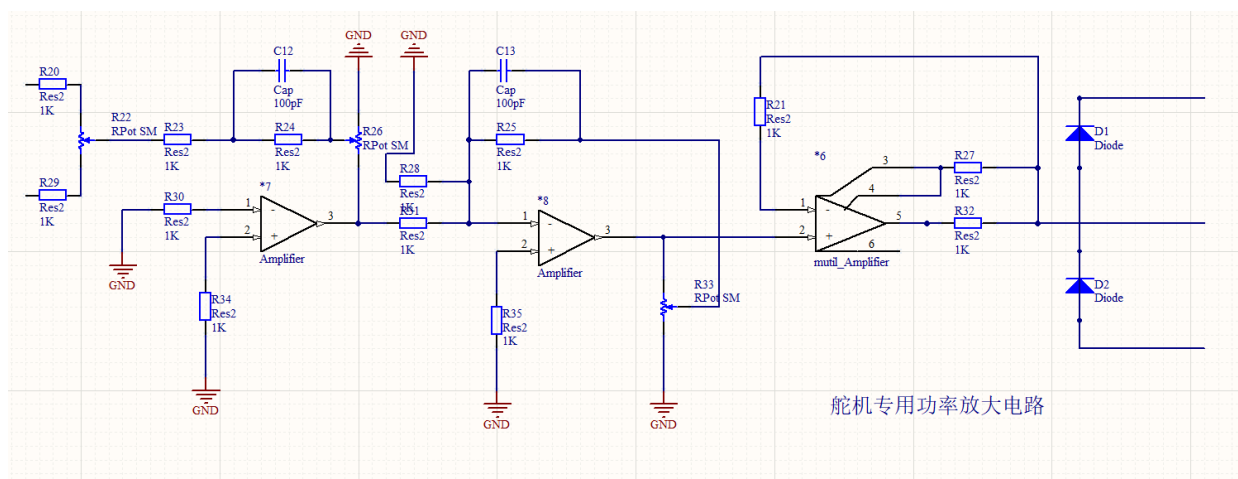 GND
GND
C12
Cap
100pF
C13
Cap
100pF
R20
Res2
1K
R22
RPot SM
R23
Res2
1K
R24
Res2
1K
R26
RPot SM
R25
Res2
1K
R21
Res2
1K
R28
Res2
1K
R29
Res2
1K
R30
Res2
1K
*7
1
-
2
+
3
Amplifier
R31
Res2
1K
*8
1
-
2
+
3
Amplifier
*6
3
4
1
-
2
+
5
6
mutil_Amplifier
R27
Res2
1K
R32
Res2
1K
D1
Diode
D2
Diode
GND
R34
Res2
1K
GND
R35
Res2
1K
GND
R33
RPot SM
GND
舵机专用功率放大电路